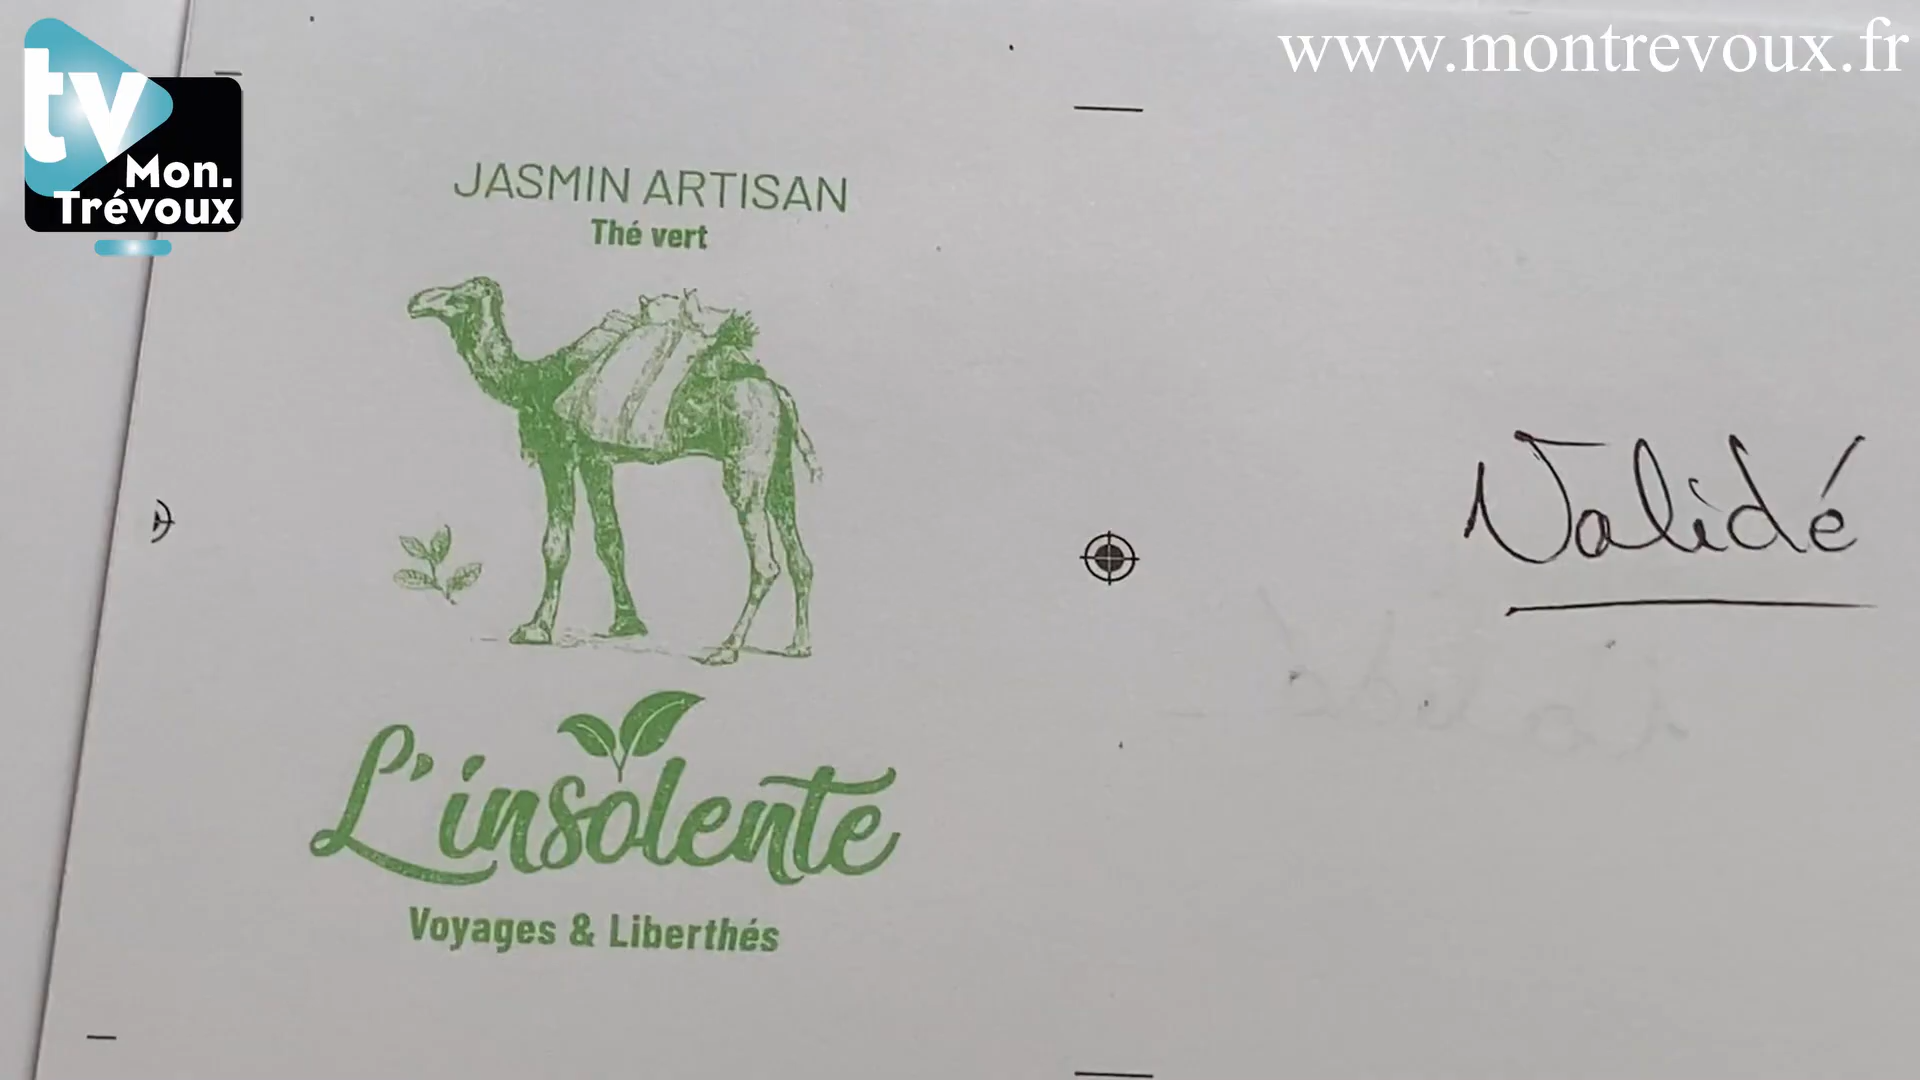 tv
Mon.
Trévoux
www.montrevoux.fr
JASMIN ARTISAN
Thé vert
Validé
L'insolente
Voyages & Liberthés